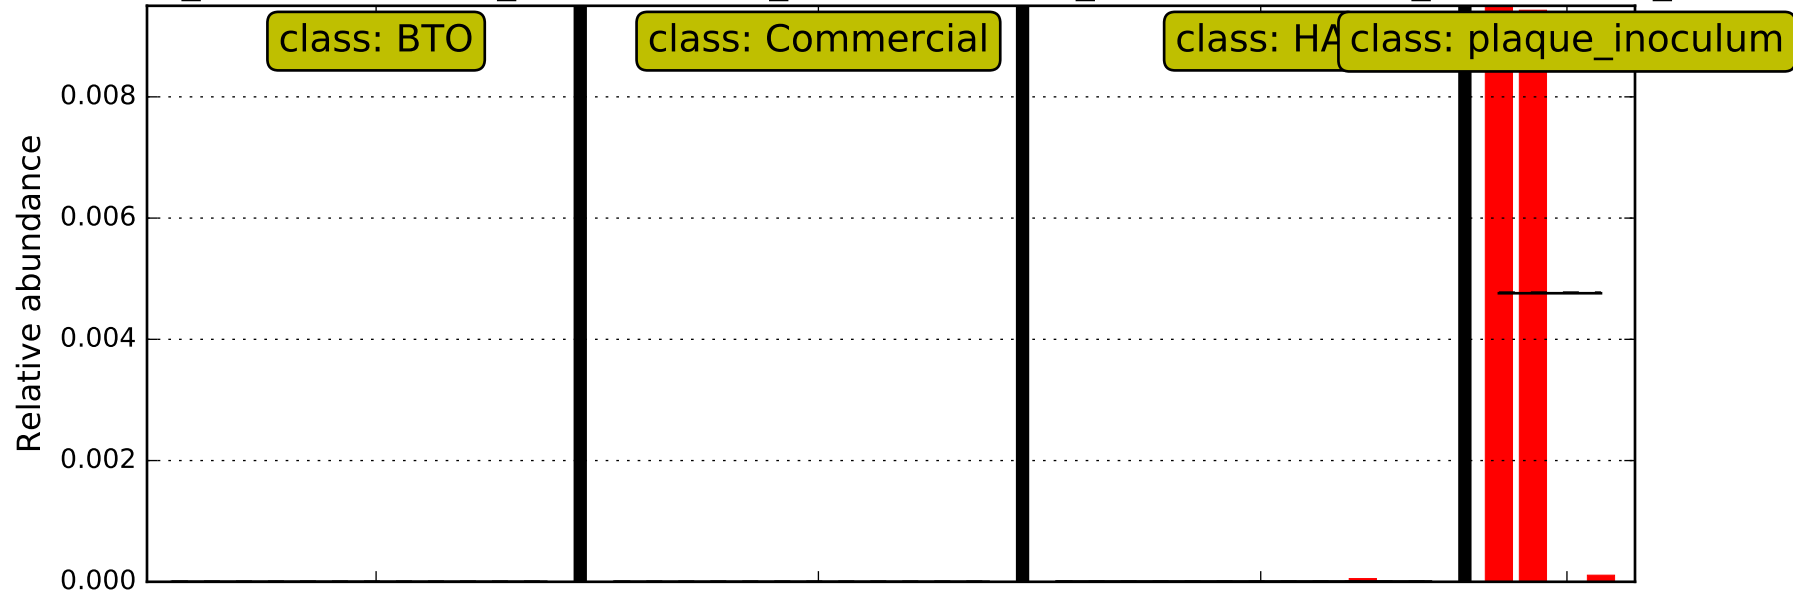 class: BTO
class: Commercial
class: HA
class: plaque_inoculum
0.008
0.006
0.004
0.002
0.000
Relative abundance